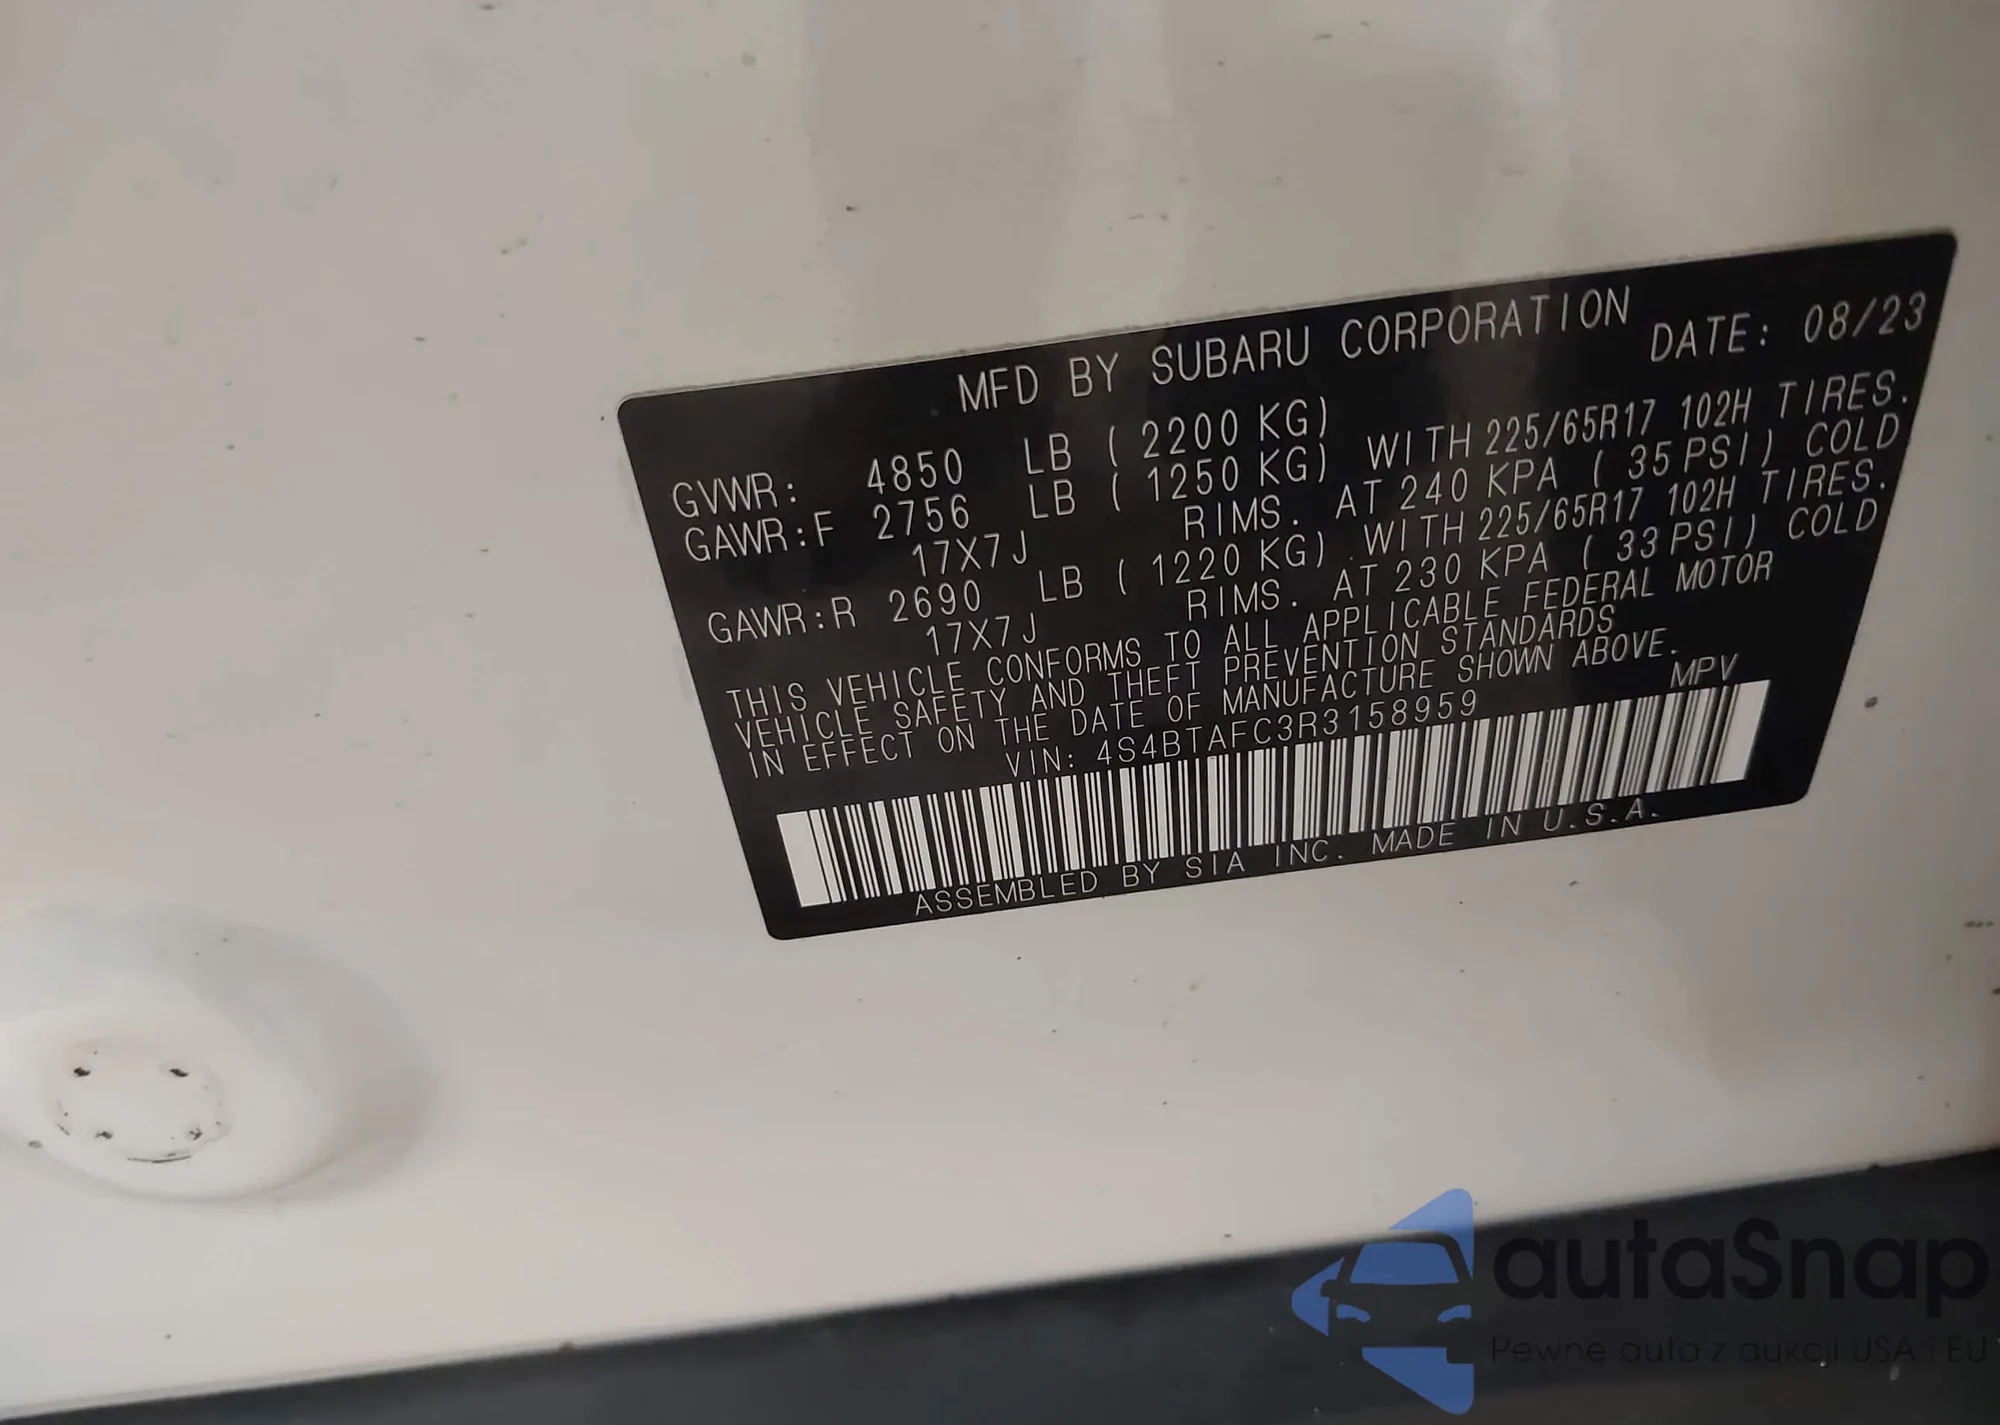 MFD BY SUBARU CORPORATION DATE: 08/23
GVWR: 4850 LB ( 2200 KG)
GAWR:F 2756 LB ( 1250 KG) WITH 225/65R17 102H TIRES.
17X7J RIMS. AT 240 KPA ( 35 PSI) COLD
GAWR:R 2690 LB ( 1220 KG) WITH 225/65R17 102H TIRES.
17X7J RIMS. AT 230 KPA ( 33 PSI) COLD
THIS VEHICLE CONFORMS TO ALL APPLICABLE FEDERAL MOTOR
VEHICLE SAFETY AND THEFT PREVENTION STANDARDS
IN EFFECT ON THE DATE OF MANUFACTURE SHOWN ABOVE.
VIN: 4S4BTAFC3R3158959 MPV
ASSEMBLED BY SIA INC. MADE IN U.S.A.
autaSnap
Pewne auta z aukcji USA i EU